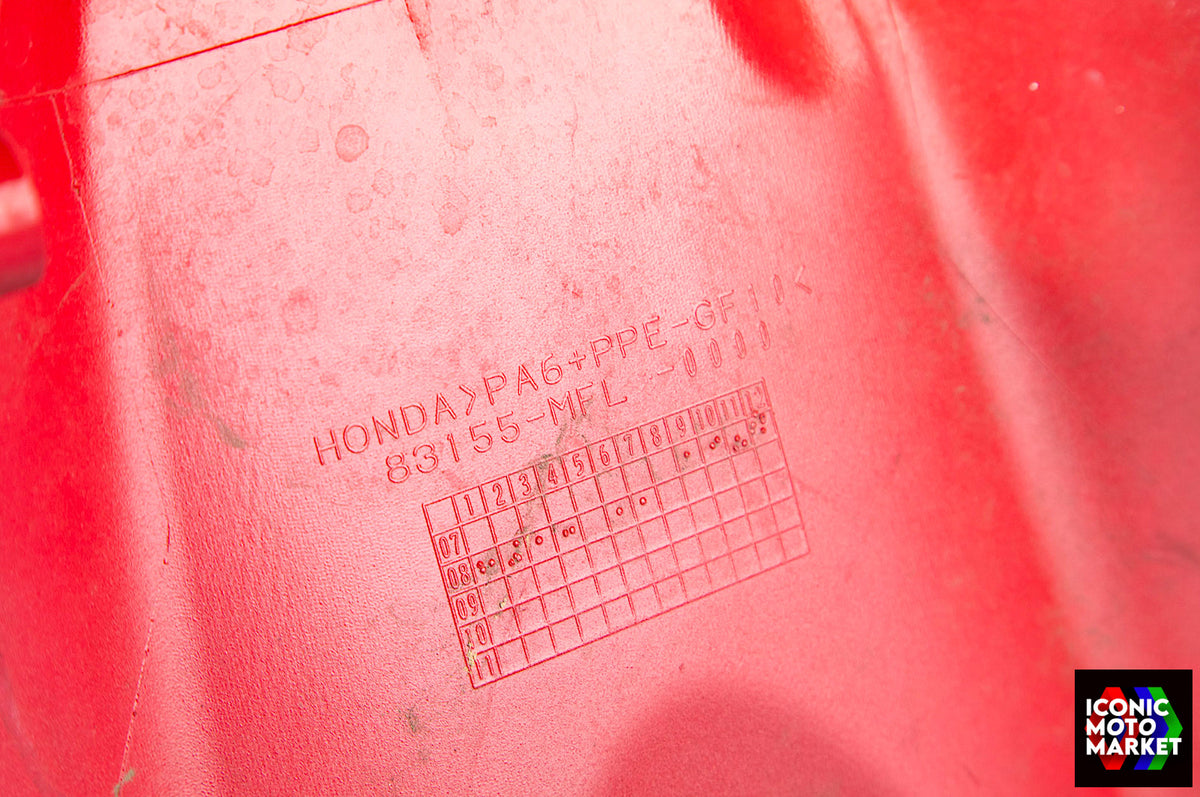 HONDA>PA6+PPE-GF10<
83155-MFL -0000
1 2 3 4 5 6 7 8 9 10 11 12
07
08
09
10
11
ICONIC
MOTO
MARKET